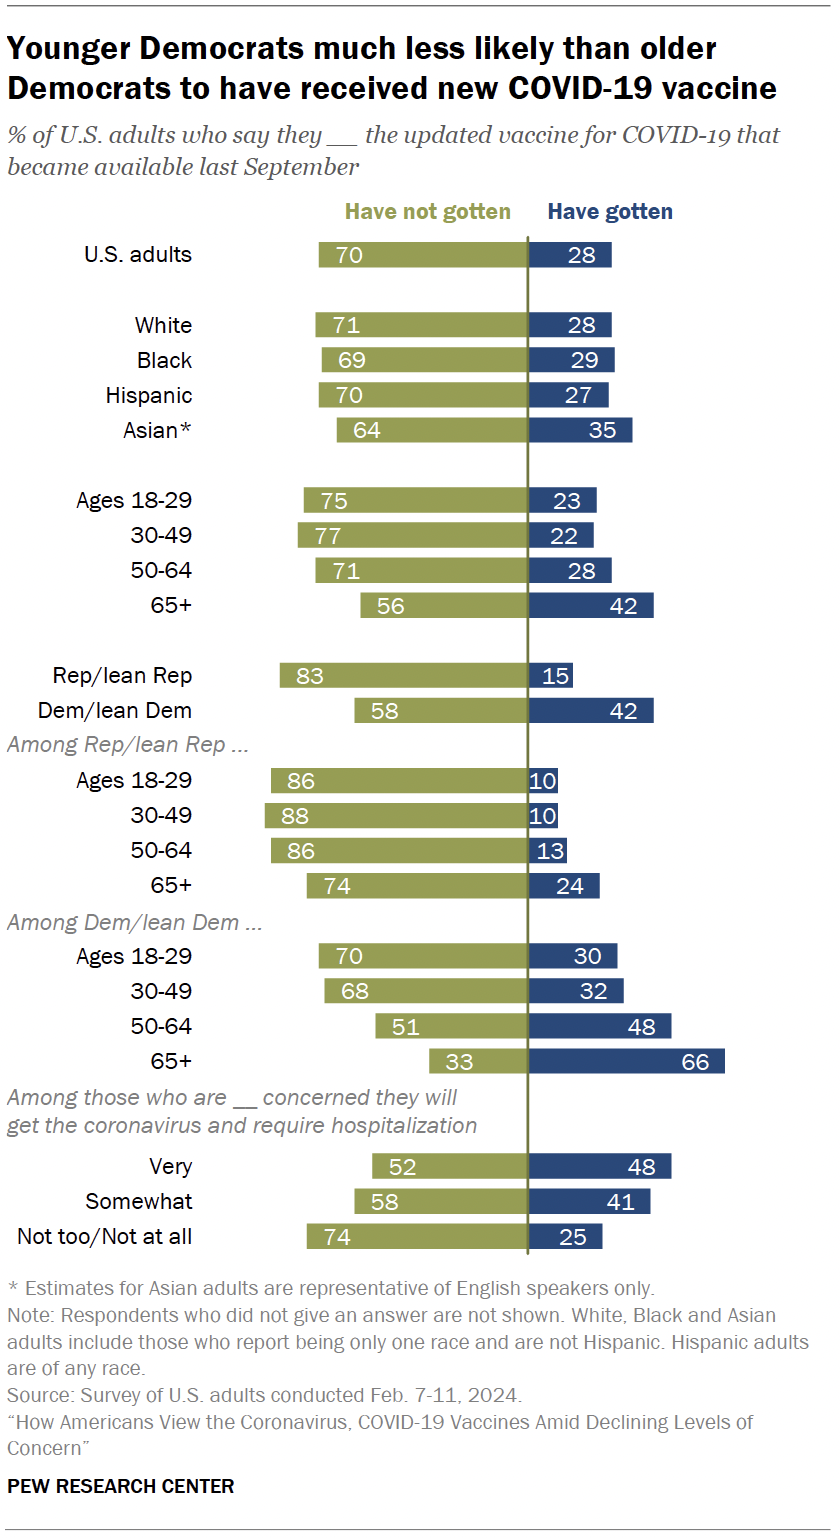 Younger Democrats much less likely than older
Democrats to have received new COVID-19 vaccine
% of U.S. adults who say they __ the updated vaccine for COVID-19 that
became available last September
Have not gotten Have gotten
U.S. adults 70 28
White 71 28
Black 69 29
Hispanic 70 27
Asian* 64 35
Ages 18-29 75 23
30-49 77 22
50-64 71 28
65+ 56 42
Rep/lean Rep 83 15
Dem/lean Dem 58 42
Among Rep/lean Rep ...
Ages 18-29 86 10
30-49 88 10
50-64 86 13
65+ 74 24
Among Dem/lean Dem ...
Ages 18-29 70 30
30-49 68 32
50-64 51 48
65+ 33 66
Among those who are __ concerned they will
get the coronavirus and require hospitalization
Very 52 48
Somewhat 58 41
Not too/Not at all 74 25
* Estimates for Asian adults are representative of English speakers only.
Note: Respondents who did not give an answer are not shown. White, Black and Asian
adults include those who report being only one race and are not Hispanic. Hispanic adults
are of any race.
Source: Survey of U.S. adults conducted Feb. 7-11, 2024.
“How Americans View the Coronavirus, COVID-19 Vaccines Amid Declining Levels of
Concern”
PEW RESEARCH CENTER